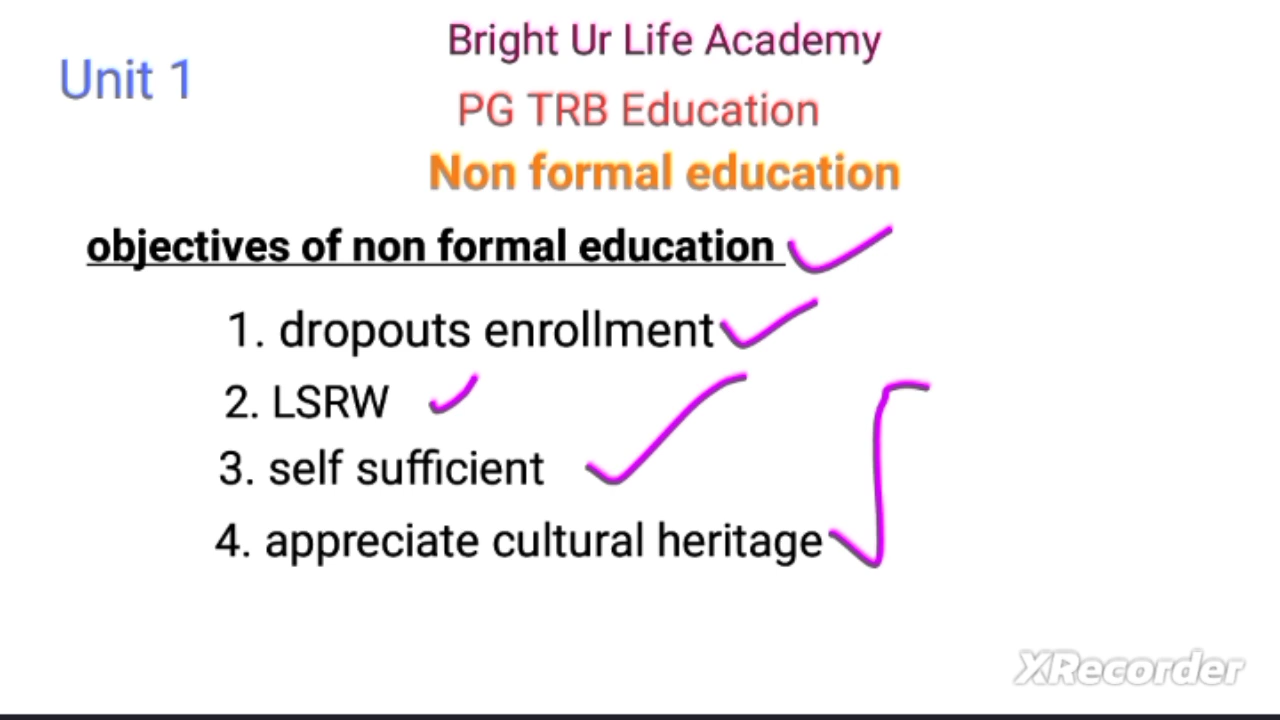 Bright Ur Life Academy
Unit 1
PG TRB Education
Non formal education
objectives of non formal education
1. dropouts enrollment
2. LSRW
3. self sufficient
4. appreciate cultural heritage
XRecorder